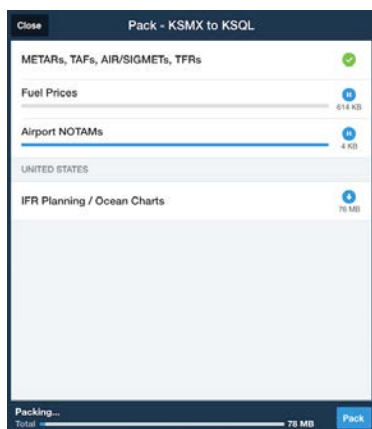 Close Pack - KSMX to KSQL
METARs, TAFs, AIR/SIGMETs, TFRs
Fuel Prices
614 KB
Airport NOTAMs
4 KB
UNITED STATES
IFR Planning / Ocean Charts
76 MB
Packing...
Total 78 MB Pack